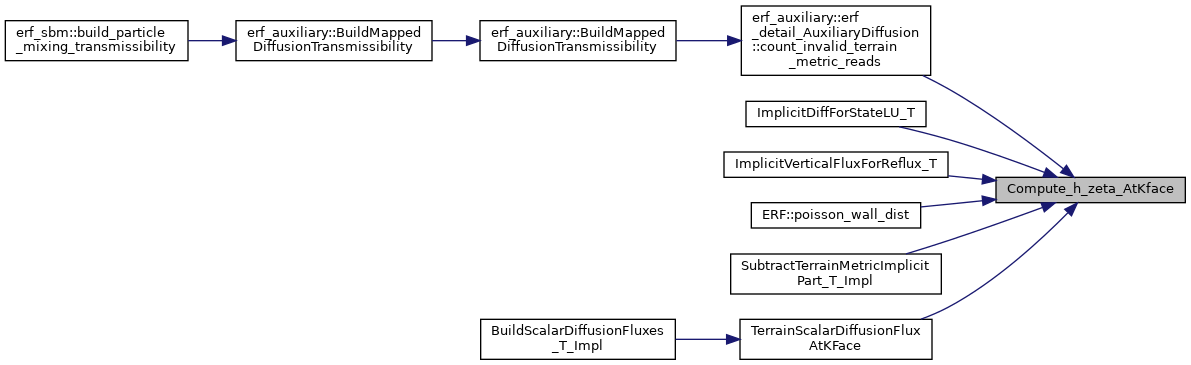 erf_sbm::build_particle
_mixing_transmissibility
erf_auxiliary::BuildMapped
DiffusionTransmissibility
erf_auxiliary::BuildMapped
DiffusionTransmissibility
erf_auxiliary::erf
_detail_AuxiliaryDiffusion
::count_invalid_terrain
_metric_reads
ImplicitDiffForStateLU_T
ImplicitVerticalFluxForReflux_T
Compute_h_zeta_AtKface
ERF::poisson_wall_dist
SubtractTerrainMetricImplicit
Part_T_Impl
BuildScalarDiffusionFluxes
_T_Impl
TerrainScalarDiffusionFlux
AtKFace